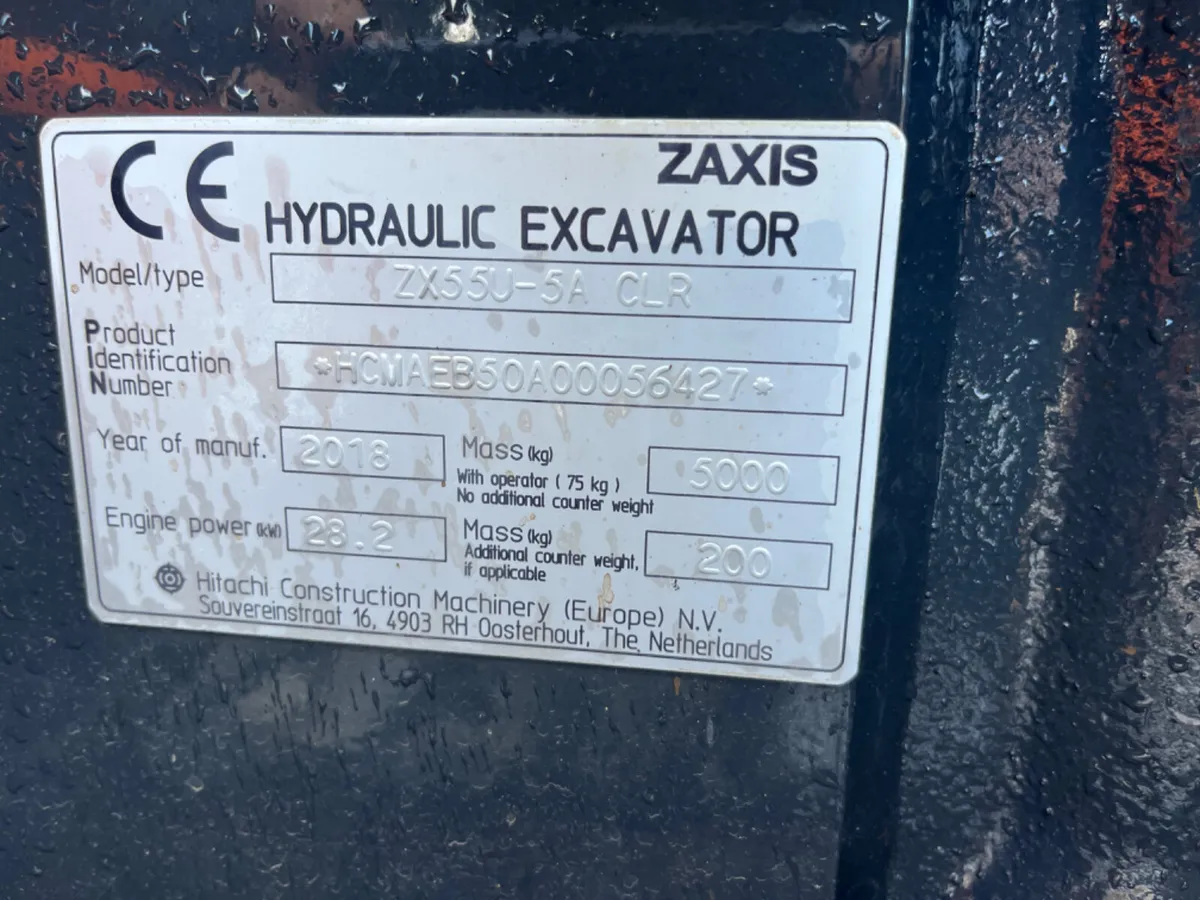 CE
ZAXIS
HYDRAULIC EXCAVATOR
Model/type ZX55U-5A CLR
Product
Identification
Number *HCMAEB50A00056427*
Year of manuf. 2018 Mass (kg) 5000
With operator ( 75 kg )
No additional counter weight
Engine power (kW) 28.2 Mass (kg) 200
Additional counter weight,
if applicable
Hitachi Construction Machinery (Europe) N.V.
Souvereinstraat 16, 4903 RH Oosterhout, The Netherlands